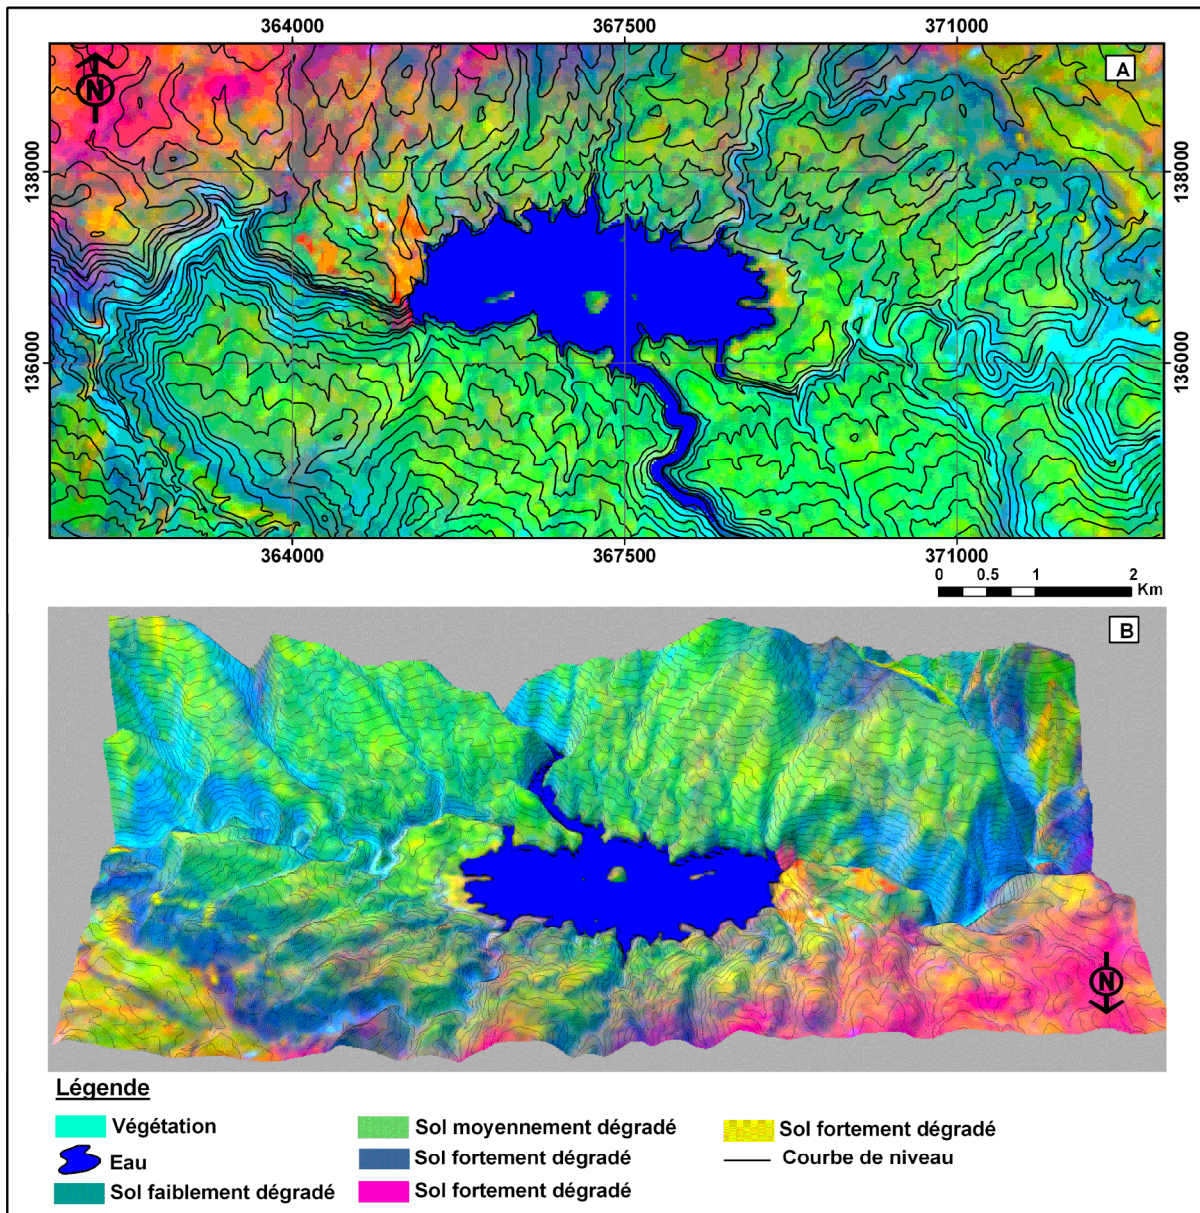 364000 367500 371000
A
N
138000 138000
136000 136000
364000 367500 371000
0 0.5 1 2
Km
B
N
Légende
Végétation
Eau
Sol faiblement dégradé
Sol moyennement dégradé
Sol fortement dégradé
Sol fortement dégradé
Sol fortement dégradé
Courbe de niveau